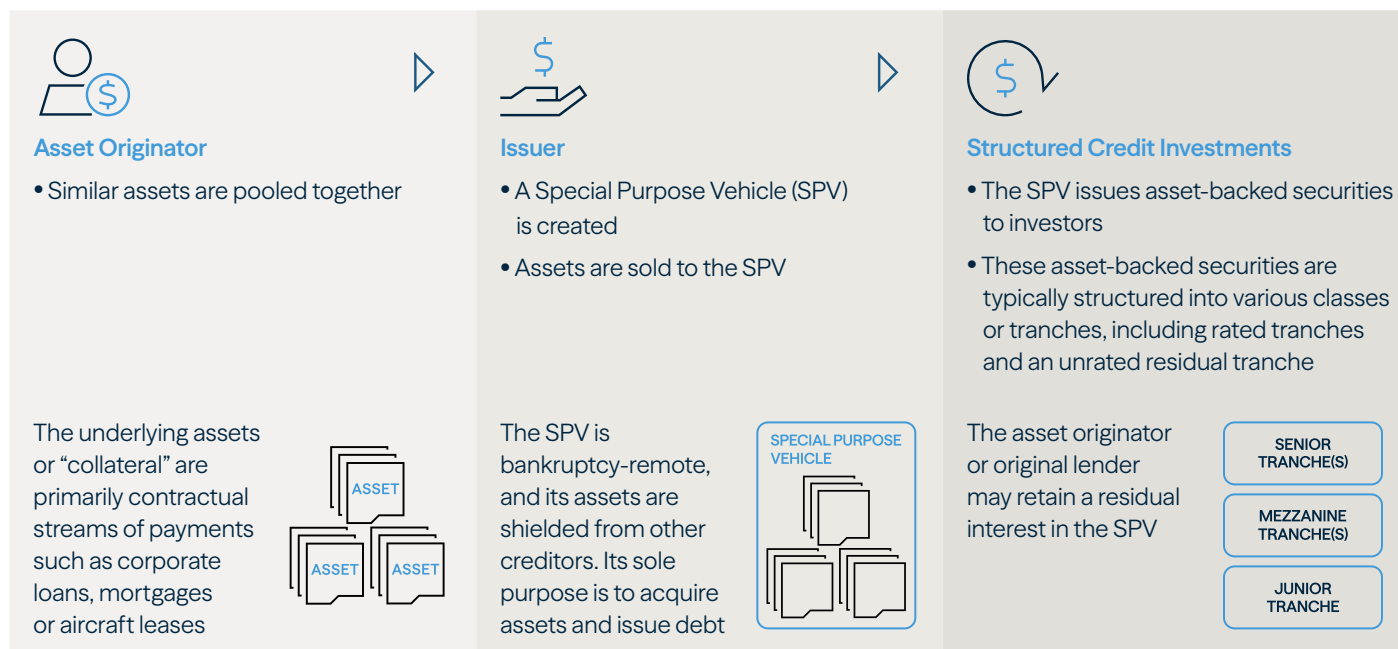 Asset Originator
• Similar assets are pooled together
The underlying assets
or “collateral” are
primarily contractual
streams of payments
such as corporate
loans, mortgages
or aircraft leases
ASSET
ASSET
ASSET
Issuer
• A Special Purpose Vehicle (SPV)
is created
• Assets are sold to the SPV
The SPV is
bankruptcy-remote,
and its assets are
shielded from other
creditors. Its sole
purpose is to acquire
assets and issue debt
SPECIAL PURPOSE
VEHICLE
Structured Credit Investments
• The SPV issues asset-backed securities
to investors
• These asset-backed securities are
typically structured into various classes
or tranches, including rated tranches
and an unrated residual tranche
The asset originator
or original lender
may retain a residual
interest in the SPV
SENIOR
TRANCHE(S)
MEZZANINE
TRANCHE(S)
JUNIOR
TRANCHE